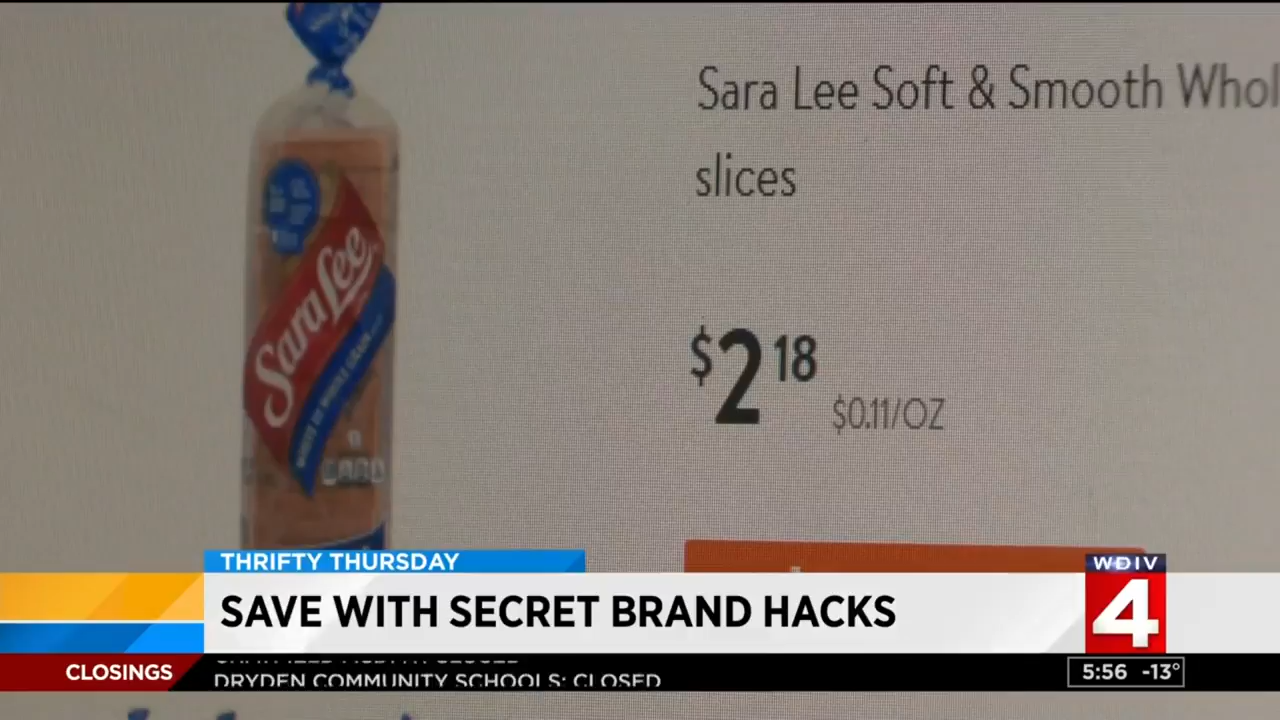 Sara Lee Soft & Smooth Whol
slices
Sara Lee
$2 18
$0.11/OZ
THRIFTY THURSDAY
SAVE WITH SECRET BRAND HACKS
WDIV
4
CLOSINGS
DRYDEN COMMUNITY SCHOOLS: CLOSED
5:56 -13°